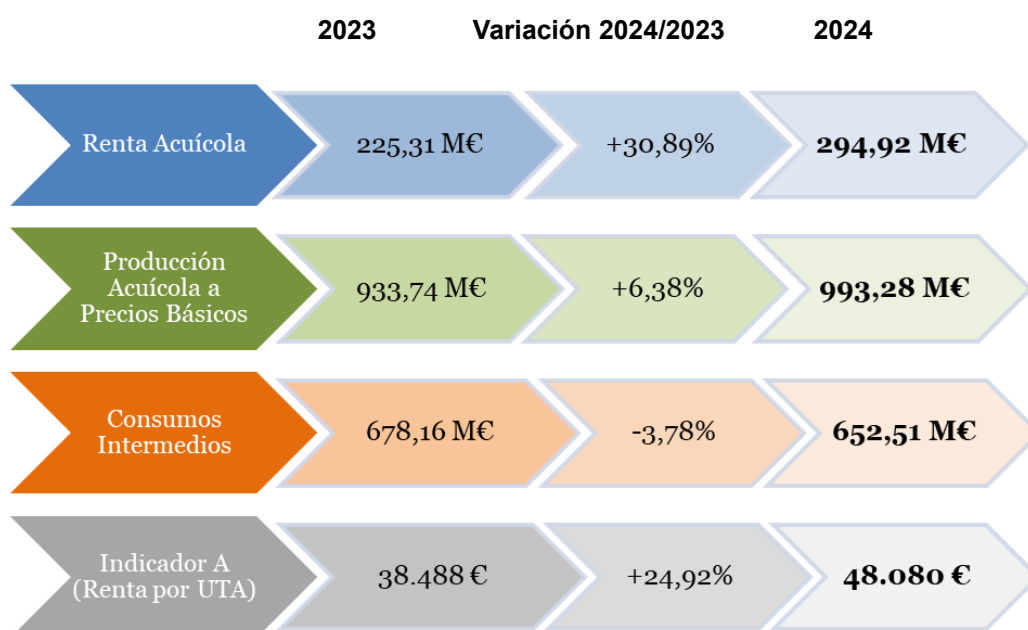 2023 Variación 2024/2023 2024
Renta Acuícola 225,31 M€ +30,89% 294,92 M€
Producción
Acuícola a
Precios Básicos
933,74 M€ +6,38% 993,28 M€
Consumos
Intermedios
678,16 M€ -3,78% 652,51 M€
Indicador A
(Renta por UTA)
38.488 € +24,92% 48.080 €